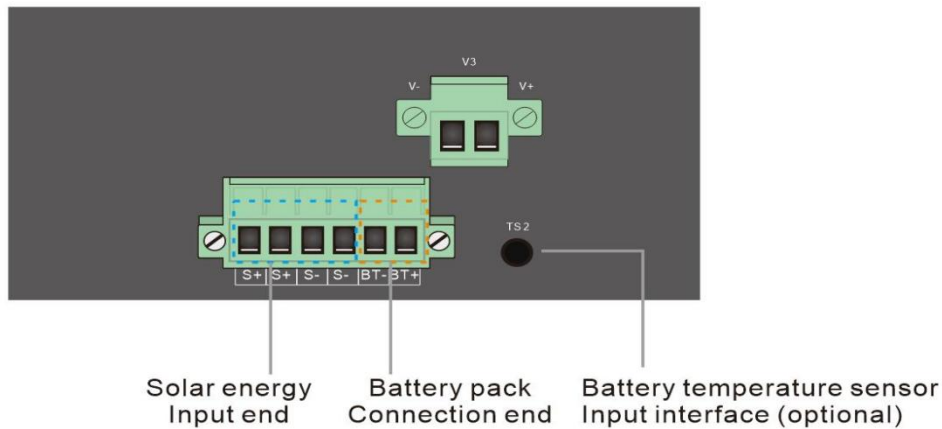 V3
V- V+
TS2
S+ S+ S- S- BT- BT+
Solar energy
Input end
Battery pack
Connection end
Battery temperature sensor
Input interface (optional)